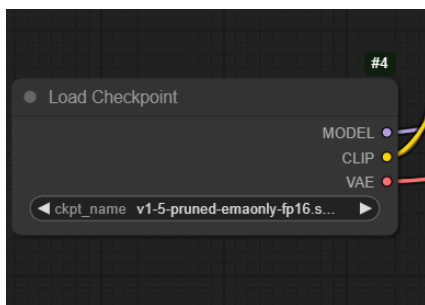 #4
Load Checkpoint
MODEL
CLIP
VAE
ckpt_name v1-5-pruned-emaonly-fp16.s...